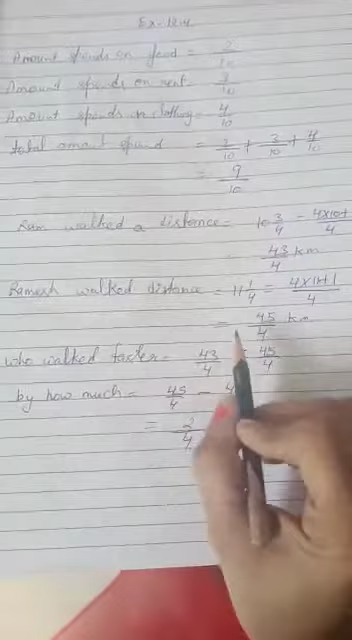 Ex-12.4
Amount spends on food = 2/10
Amount spends on rent = 3/10
Amount spends on clothing = 4/10
total amount spend = 2/10 + 3/10 + 4/10
= 9/10
Ram walked a distance = 10 3/4 = 4×10+/4
= 43/4 km
Ramesh walked distance = 11 1/4 = 4×11+1/4
= 45/4 km
who walked faster = 43/4 45/4
by how much = 45/4 - 4
= 2/4